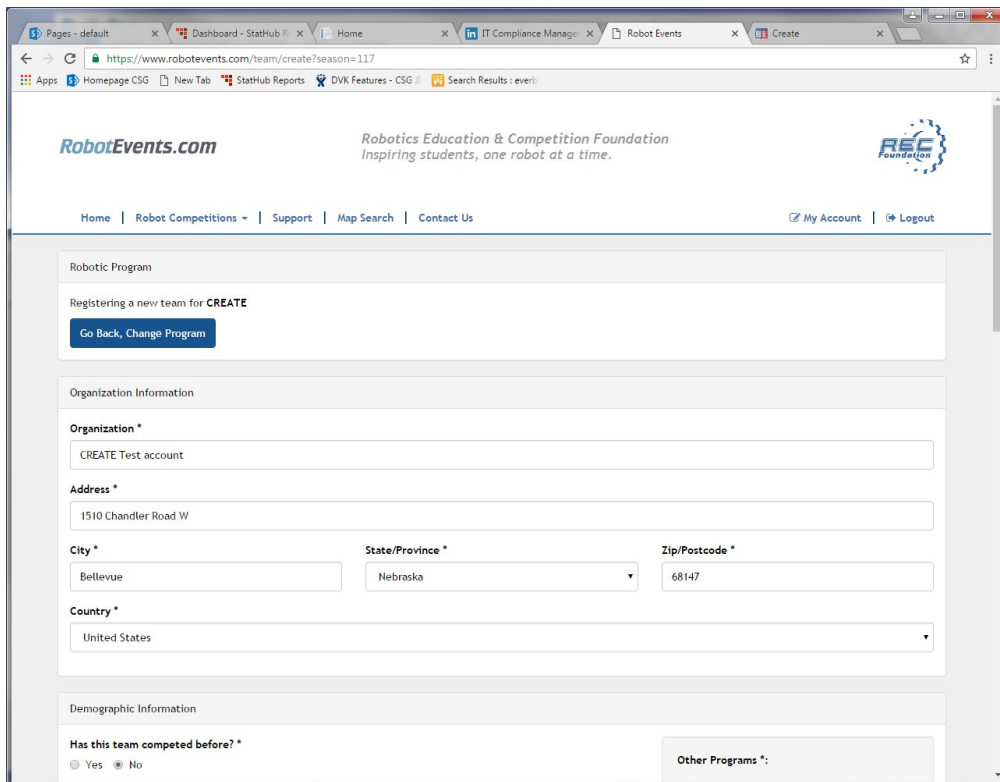 Pages - default
Dashboard - StatHub R
Home
IT Compliance Manage
Robot Events
Create
https://www.robotevents.com/team/create?season=117
Apps Homepage CSG New Tab StatHub Reports DVK Features - CSG JI Search Results : everb
RobotEvents.com
Robotics Education & Competition Foundation
Inspiring students, one robot at a time.
REC
Foundation
Home | Robot Competitions | Support | Map Search | Contact Us
My Account | Logout
Robotic Program
Registering a new team for CREATE
Go Back, Change Program
Organization Information
Organization *
CREATE Test account
Address *
1510 Chandler Road W
City * State/Province * Zip/Postcode *
Bellevue Nebraska 68147
Country *
United States
Demographic Information
Has this team competed before? *
Yes No
Other Programs *: